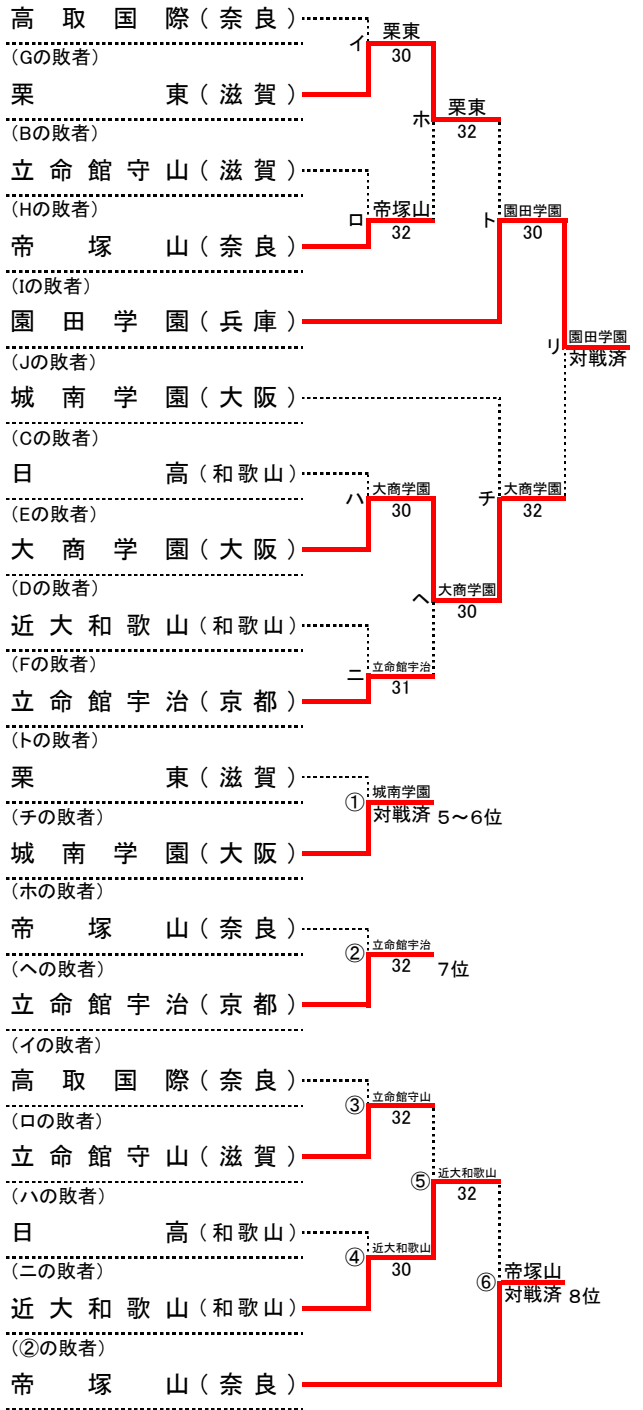 高取国際(奈良)
イ
栗東
30
(Gの敗者)
栗東(滋賀)
ホ
栗東
32
(Bの敗者)
立命館守山(滋賀)
(Hの敗者)
ロ
帝塚山
32
ト
園田学園
30
帝塚山(奈良)
(Iの敗者)
園田学園(兵庫)
リ
園田学園
対戦済
(Jの敗者)
城南学園(大阪)
(Cの敗者)
日高(和歌山)
ハ
大商学園
30
チ
大商学園
32
(Eの敗者)
大商学園(大阪)
(Dの敗者)
ヘ
大商学園
30
近大和歌山(和歌山)
(Fの敗者)
ニ
立命館宇治
31
立命館宇治(京都)
(トの敗者)
栗東(滋賀)
①
城南学園
対戦済 5~6位
(チの敗者)
城南学園(大阪)
(ホの敗者)
帝塚山(奈良)
②
立命館宇治
32 7位
(ヘの敗者)
立命館宇治(京都)
(イの敗者)
高取国際(奈良)
③
立命館守山
32
(ロの敗者)
立命館守山(滋賀)
⑤
近大和歌山
32
(ハの敗者)
日高(和歌山)
④
近大和歌山
30
(ニの敗者)
⑥
帝塚山
対戦済 8位
近大和歌山(和歌山)
(②の敗者)
帝塚山(奈良)